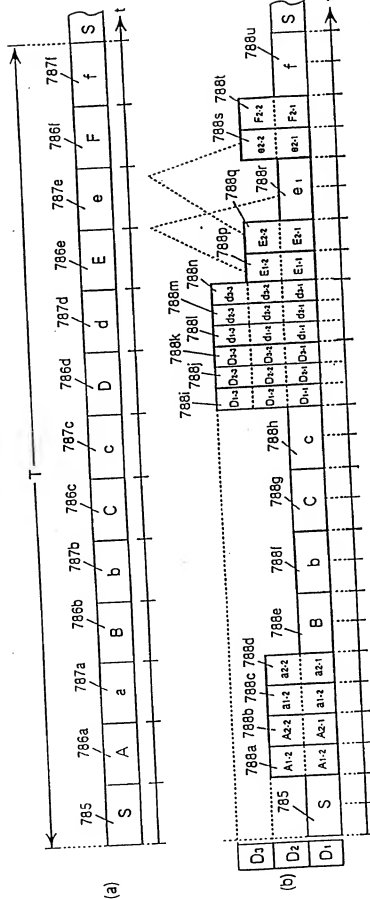 T
785 786a 787a 786b 787b 786c 787c 786d 787d 786e 787e 786f 787f
(a) S A a B b C c D d E e F f S
t
788a 788b 788c 788d 788e 788f 788g 788h 788i 788j 788k 788l 788m 788n 788p 788q 788r 788s 788t 788u
785
D3 D1-3 D2-3 D3-3 d1-3 d2-3 d3-3
(b) D2 A1-2 A2-2 a1-2 a2-2 D1-2 D2-2 D3-2 d1-2 d2-2 d3-2 E1-2 E2-2 e2-2 F2-2
D1 S A1-1 A2-1 a1-1 a2-1 B b C c D1-1 D2-1 D3-1 d1-1 d2-1 d3-1 E1-1 E2-1 e1 e2-1 F2-1 f S